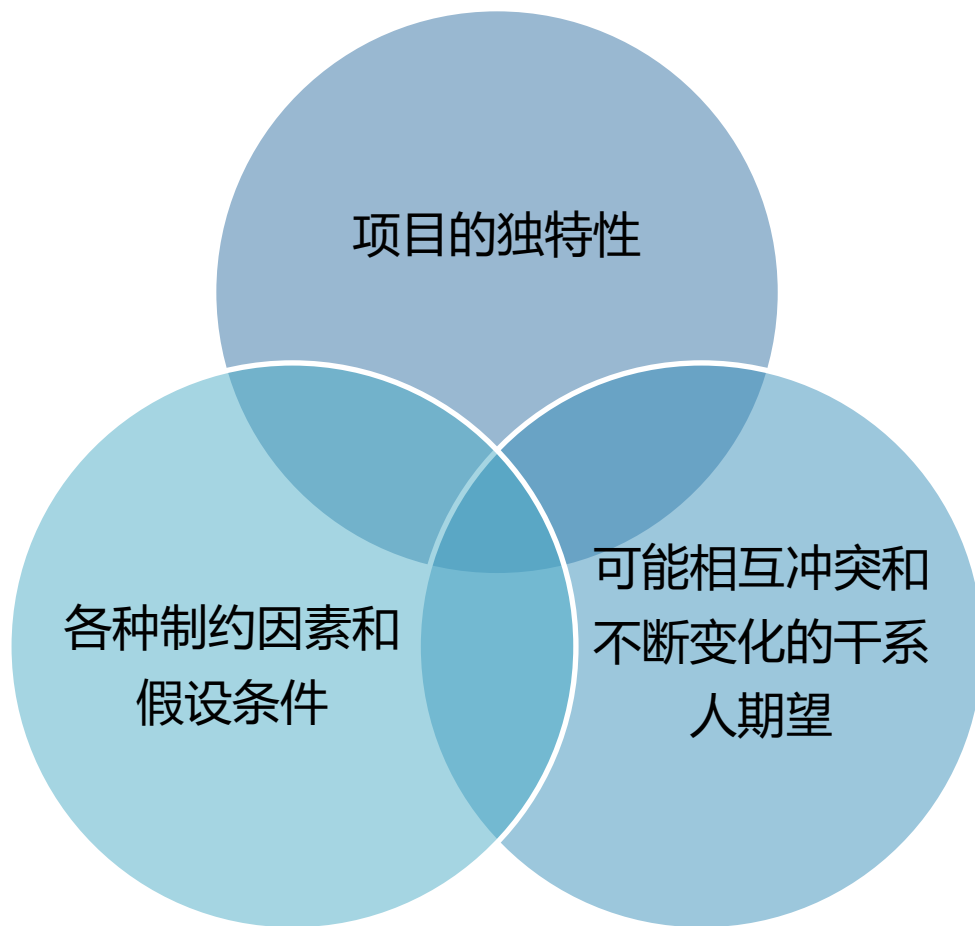 项目的独特性
各种制约因素和
假设条件
可能相互冲突和
不断变化的干系
人期望